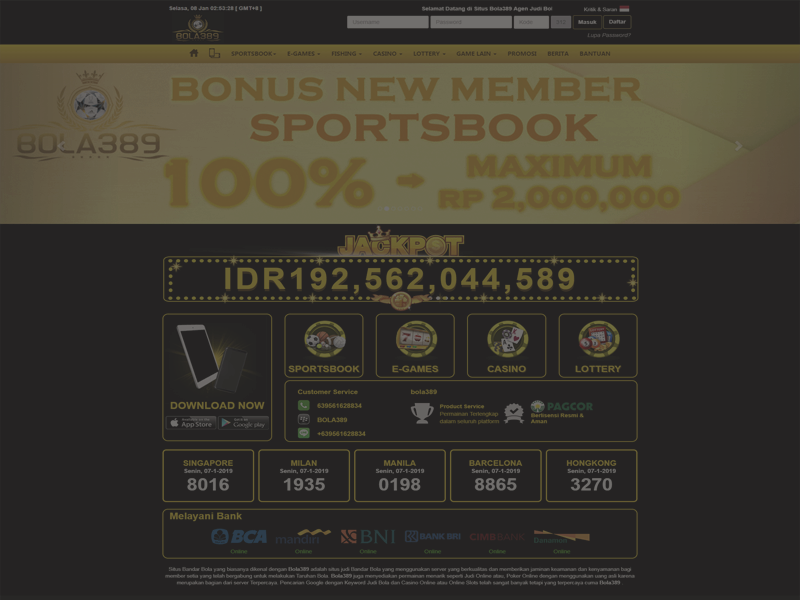 Selasa, 08 Jan 02:53:28 [ GMT+8 ]
Selamat Datang di Situs Bola389 Agen Judi Bol
Kritik & Saran
BOLA389
Username
Password
Masuk
Daftar
Lupa Password?
SPORTSBOOK
E-GAMES
FISHING
CASINO
LOTTERY
GAME LAIN
PROMOSI
BERITA
BANTUAN
BONUS NEW MEMBER
SPORTSBOOK
BOLA389
100%
MAXIMUM
RP 2,000,000
JACKPOT
IDR192,562,044,589
DOWNLOAD NOW
App Store
Google play
SPORTSBOOK
E-GAMES
CASINO
LOTTERY
Customer Service
639561628834
BOLA389
+639561628834
bola389
Product Service
Permainan Terlengkap
dalam seluruh platform
PAGCOR
Berlisensi Resmi &
Aman
SINGAPORE
Senin, 07-1-2019
8016
MILAN
Senin, 07-1-2019
1935
MANILA
Senin, 07-1-2019
0198
BARCELONA
Senin, 07-1-2019
8865
HONGKONG
Senin, 07-1-2019
3270
Melayani Bank
BCA
mandiri
BNI
BANK BRI
CIMB BANK
Danamon
Online
Online
Online
Online
Online
Online
Situs Bandar Bola yang biasanya dikenal dengan Bola389 adalah situs judi Bandar Bola yang menggunakan server yang berkualitas dan memberikan jaminan keamanan dan kenyamanan bagi
member setia yang telah bergabung untuk melakukan Taruhan Bola. Bola389 juga menyediakan permainan menarik seperti Judi Online atau, Poker Online dengan menggunakan uang asli karena
merupakan bagian dari server Terpercaya. Pencarian Google dengan Keyword Judi Bola dan Casino Online atau Online Slots telah sangat banyak tetapi yang terpercaya cuma Bola389